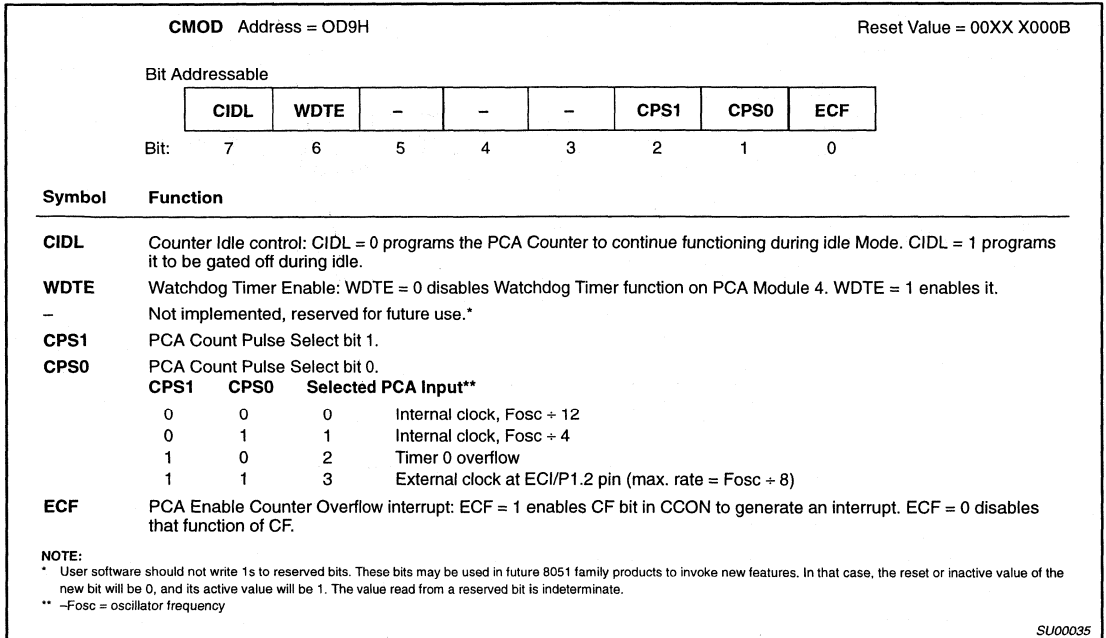 CMOD Address = OD9H Reset Value = 00XX X000B
Bit Addressable
CIDL WDTE – – – CPS1 CPS0 ECF
Bit: 7 6 5 4 3 2 1 0
Symbol Function
CIDL Counter Idle control: CIDL = 0 programs the PCA Counter to continue functioning during idle Mode. CIDL = 1 programs
it to be gated off during idle.
WDTE Watchdog Timer Enable: WDTE = 0 disables Watchdog Timer function on PCA Module 4. WDTE = 1 enables it.
– Not implemented, reserved for future use.*
CPS1 PCA Count Pulse Select bit 1.
CPS0 PCA Count Pulse Select bit 0.
CPS1 CPS0 Selected PCA Input**
0 0 0 Internal clock, Fosc ÷ 12
0 1 1 Internal clock, Fosc ÷ 4
1 0 2 Timer 0 overflow
1 1 3 External clock at ECI/P1.2 pin (max. rate = Fosc ÷ 8)
ECF PCA Enable Counter Overflow interrupt: ECF = 1 enables CF bit in CCON to generate an interrupt. ECF = 0 disables
that function of CF.
NOTE:
* User software should not write 1s to reserved bits. These bits may be used in future 8051 family products to invoke new features. In that case, the reset or inactive value of the
new bit will be 0, and its active value will be 1. The value read from a reserved bit is indeterminate.
** –Fosc = oscillator frequency
SU00035